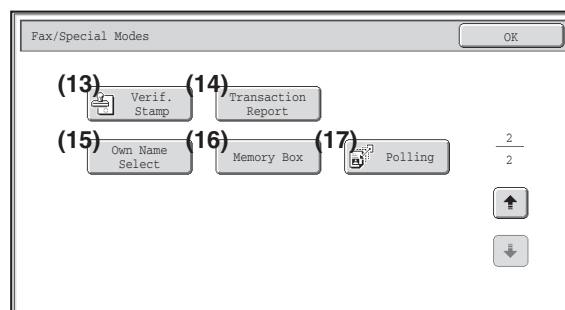 Fax/Special Modes
OK
(13)
Verif.
Stamp
(14)
Transaction
Report
(15)
Own Name
Select
(16)
Memory Box
(17)
Polling
2
2